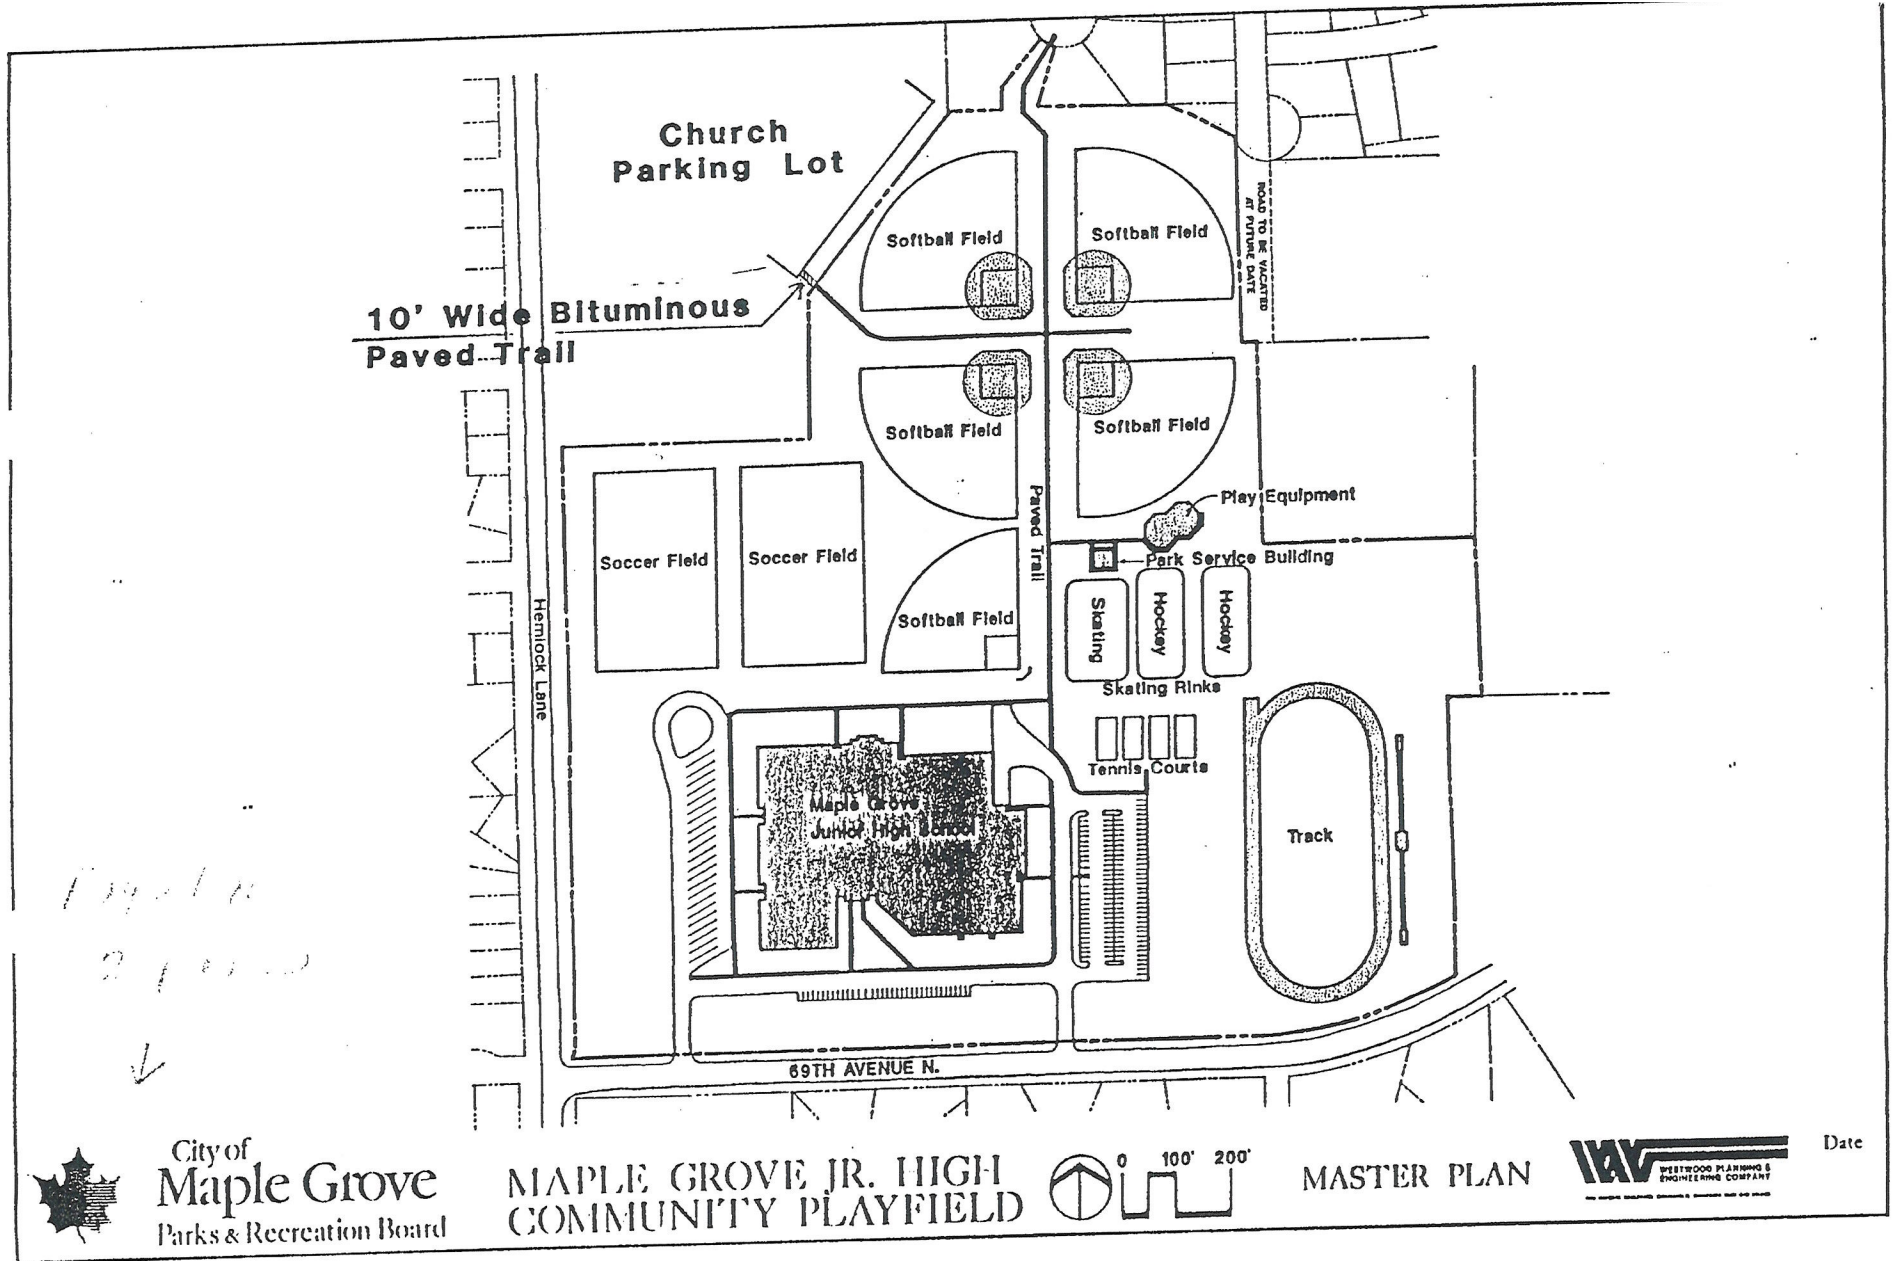 Church
Parking Lot
10' Wide Bituminous
Paved Trail
Softball Field
Softball Field
ROAD TO BE VACATED
AT FUTURE DATE
Softball Field
Softball Field
Paved Trail
Play Equipment
Park Service Building
Soccer Field
Soccer Field
Softball Field
Skating
Hockey
Hockey
Skating Rinks
Hemlock Lane
Tennis Courts
Maple Grove
Junior High School
Track
69TH AVENUE N.
City of
Maple Grove
Parks & Recreation Board
MAPLE GROVE JR. HIGH
COMMUNITY PLAYFIELD
0 100' 200'
MASTER PLAN
WESTWOOD PLANNING &
ENGINEERING COMPANY
Date